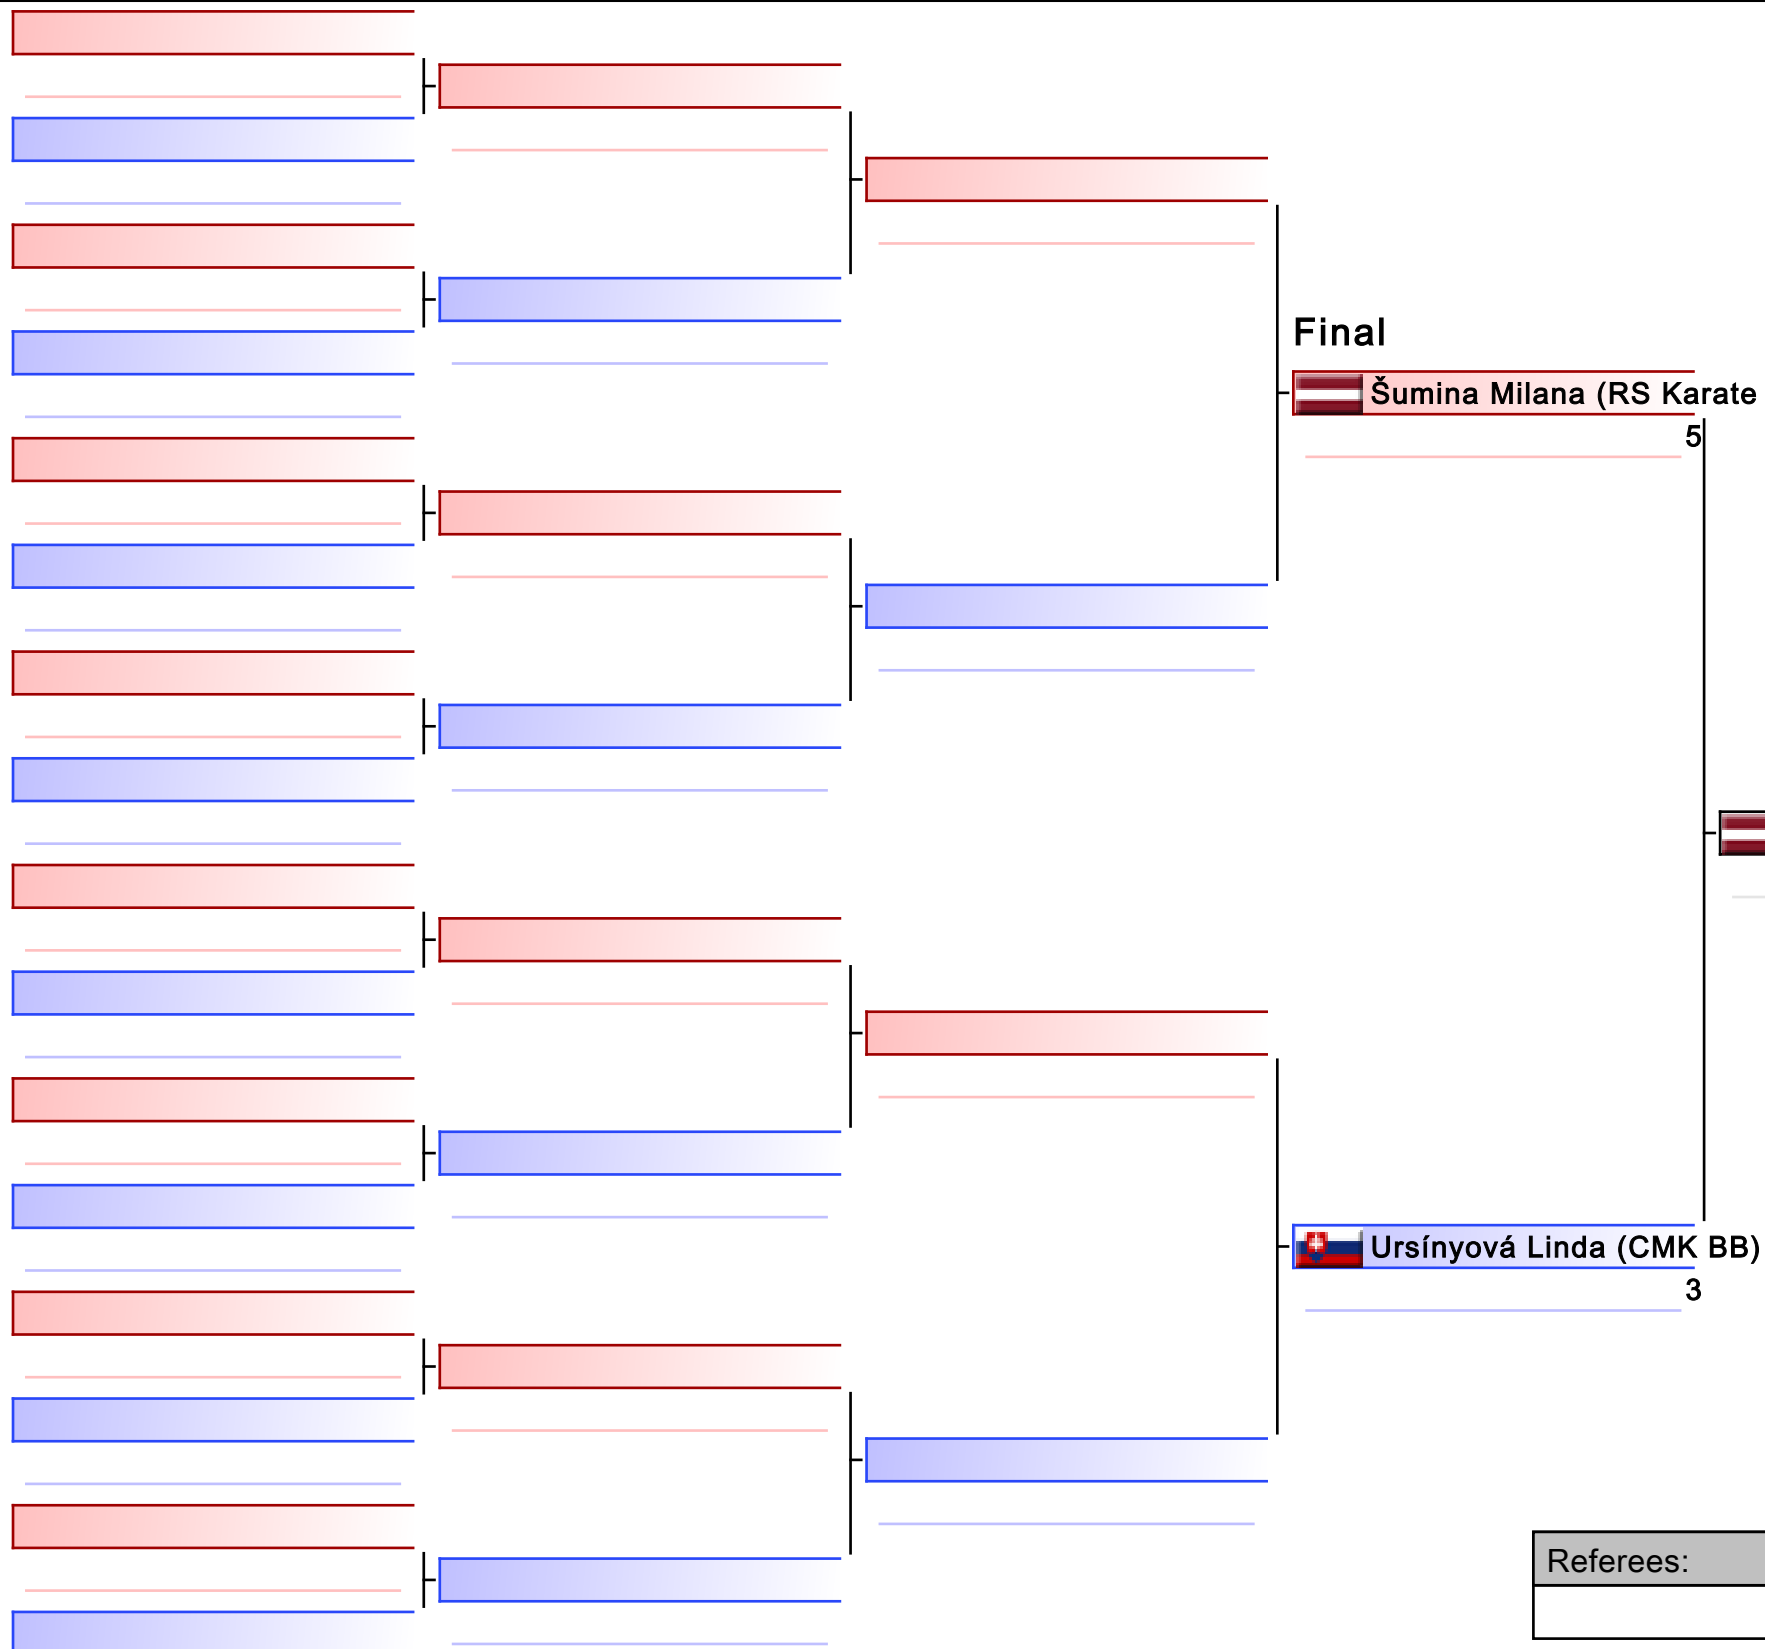 Final
Šumina Milana (RS Karate
5
Ursínyová Linda (CMK BB)
3
Referees: